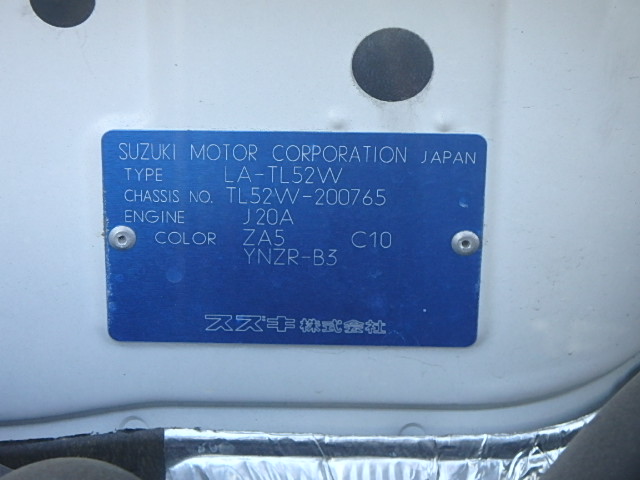 SUZUKI MOTOR CORPORATION JAPAN
TYPE LA-TL52W
CHASSIS NO. TL52W-200765
ENGINE J20A
COLOR ZA5 C10
YNZR-B3
スズキ株式会社